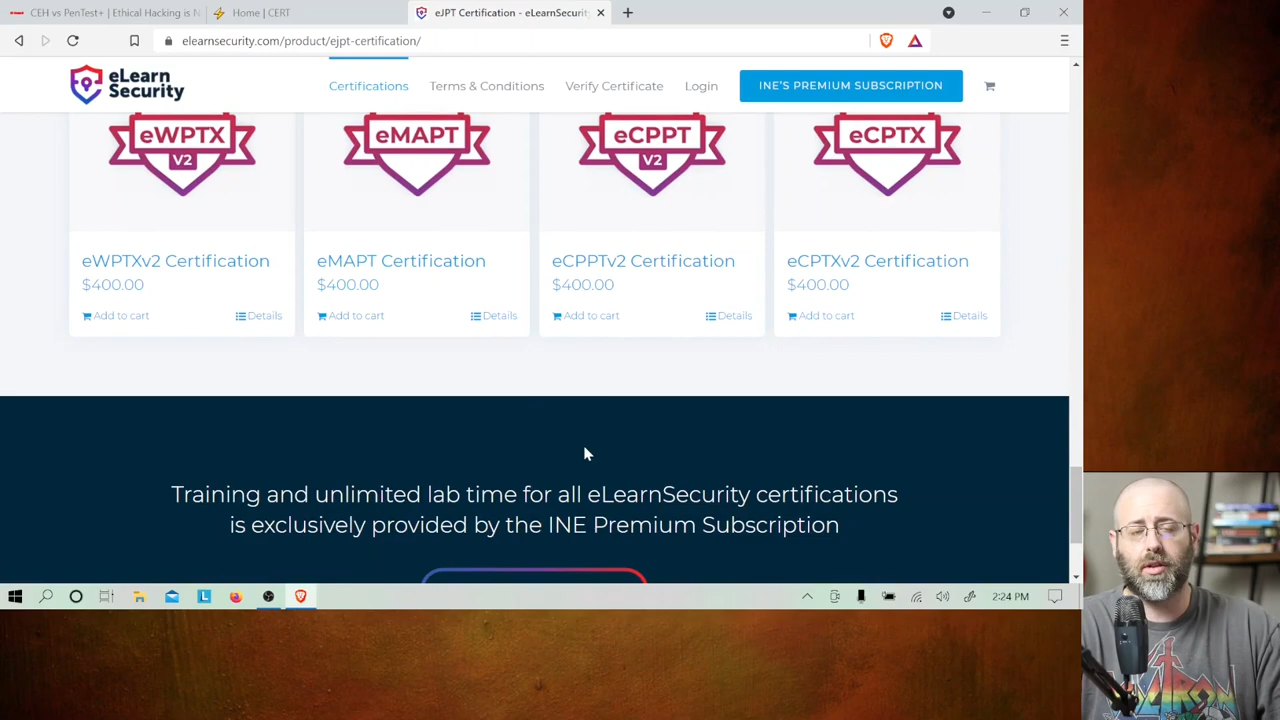 CEH vs PenTest+ | Ethical Hacking is N
Home | CERT
eJPT Certification - eLearnSecurity
elearnsecurity.com/product/ejpt-certification/
eLearn
Security
Certifications
Terms & Conditions
Verify Certificate
Login
INE'S PREMIUM SUBSCRIPTION
eWPTX
V2
eMAPT
eCPPT
V2
eCPTX
eWPTXv2 Certification
$400.00
Add to cart
Details
eMAPT Certification
$400.00
Add to cart
Details
eCPPTv2 Certification
$400.00
Add to cart
Details
eCPTXv2 Certification
$400.00
Add to cart
Details
Training and unlimited lab time for all eLearnSecurity certifications
is exclusively provided by the INE Premium Subscription
L
2:24 PM